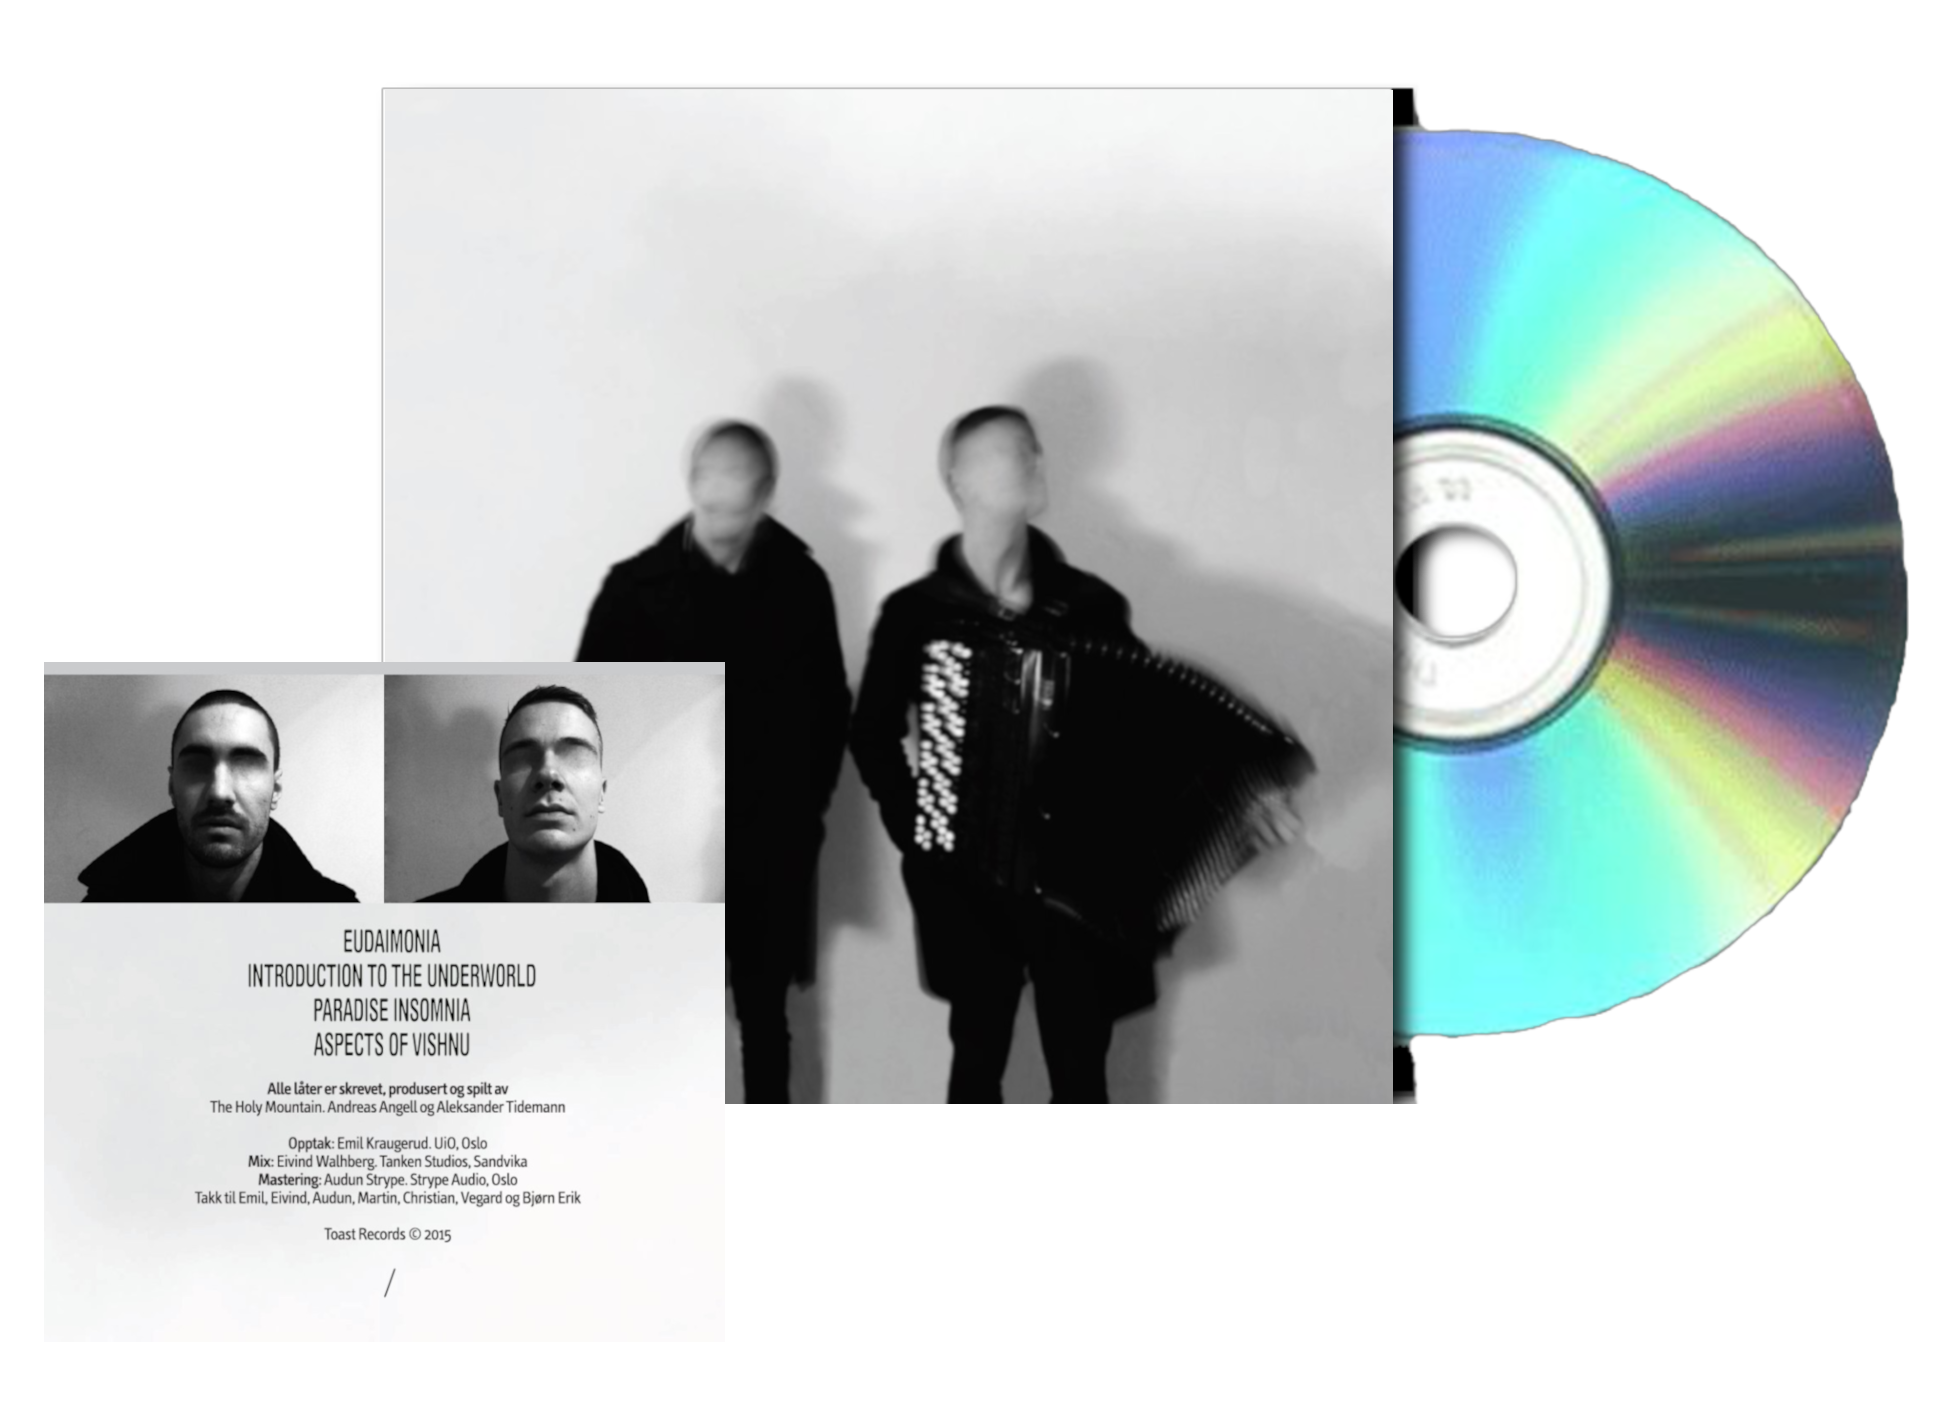 EUDAIMONIA
INTRODUCTION TO THE UNDERWORLD
PARADISE INSOMNIA
ASPECTS OF VISHNU
Alle låter er skrevet, produsert og spilt av
The Holy Mountain. Andreas Angell og Aleksander Tidemann
Opptak: Emil Kraugerud. UiO, Oslo
Mix: Eivind Walhberg. Tanken Studios, Sandvika
Mastering: Audun Strype. Strype Audio, Oslo
Takk til Emil, Eivind, Audun, Martin, Christian, Vegard og Bjørn Erik
Toast Records © 2015
/